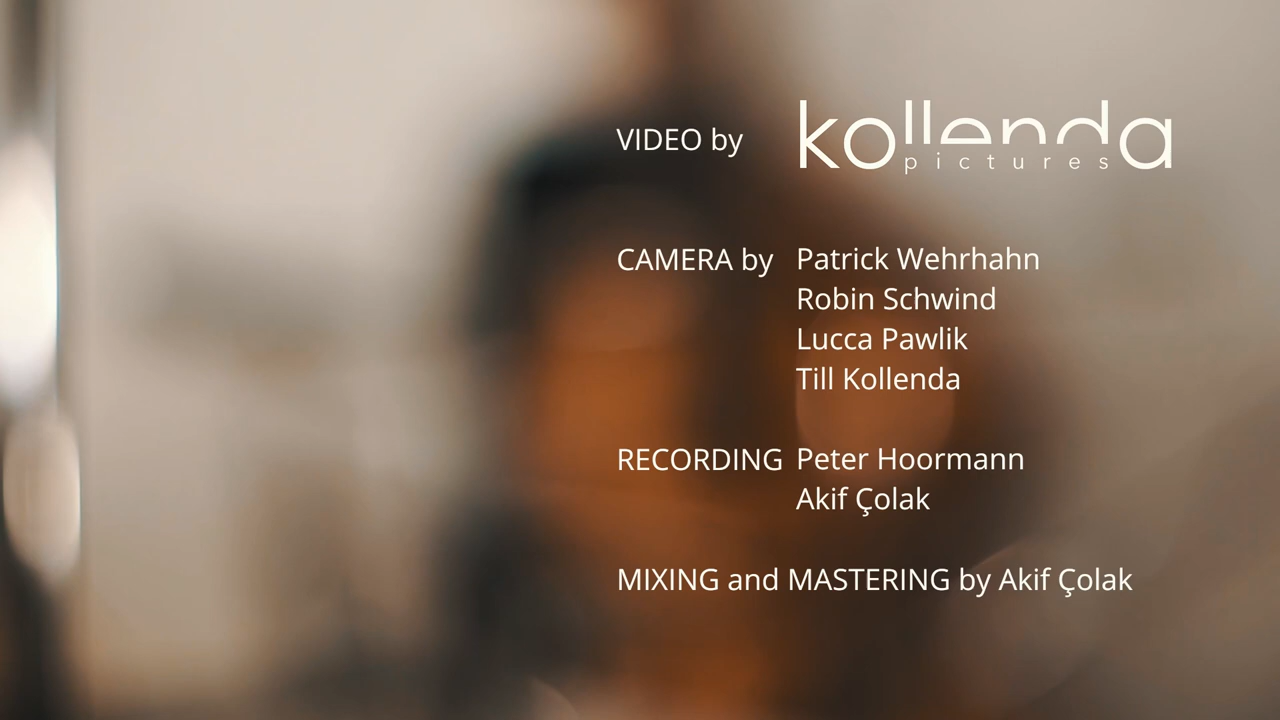 VIDEO by kollenda
pictures
CAMERA by Patrick Wehrhahn
Robin Schwind
Lucca Pawlik
Till Kollenda
RECORDING Peter Hoormann
Akif Çolak
MIXING and MASTERING by Akif Çolak